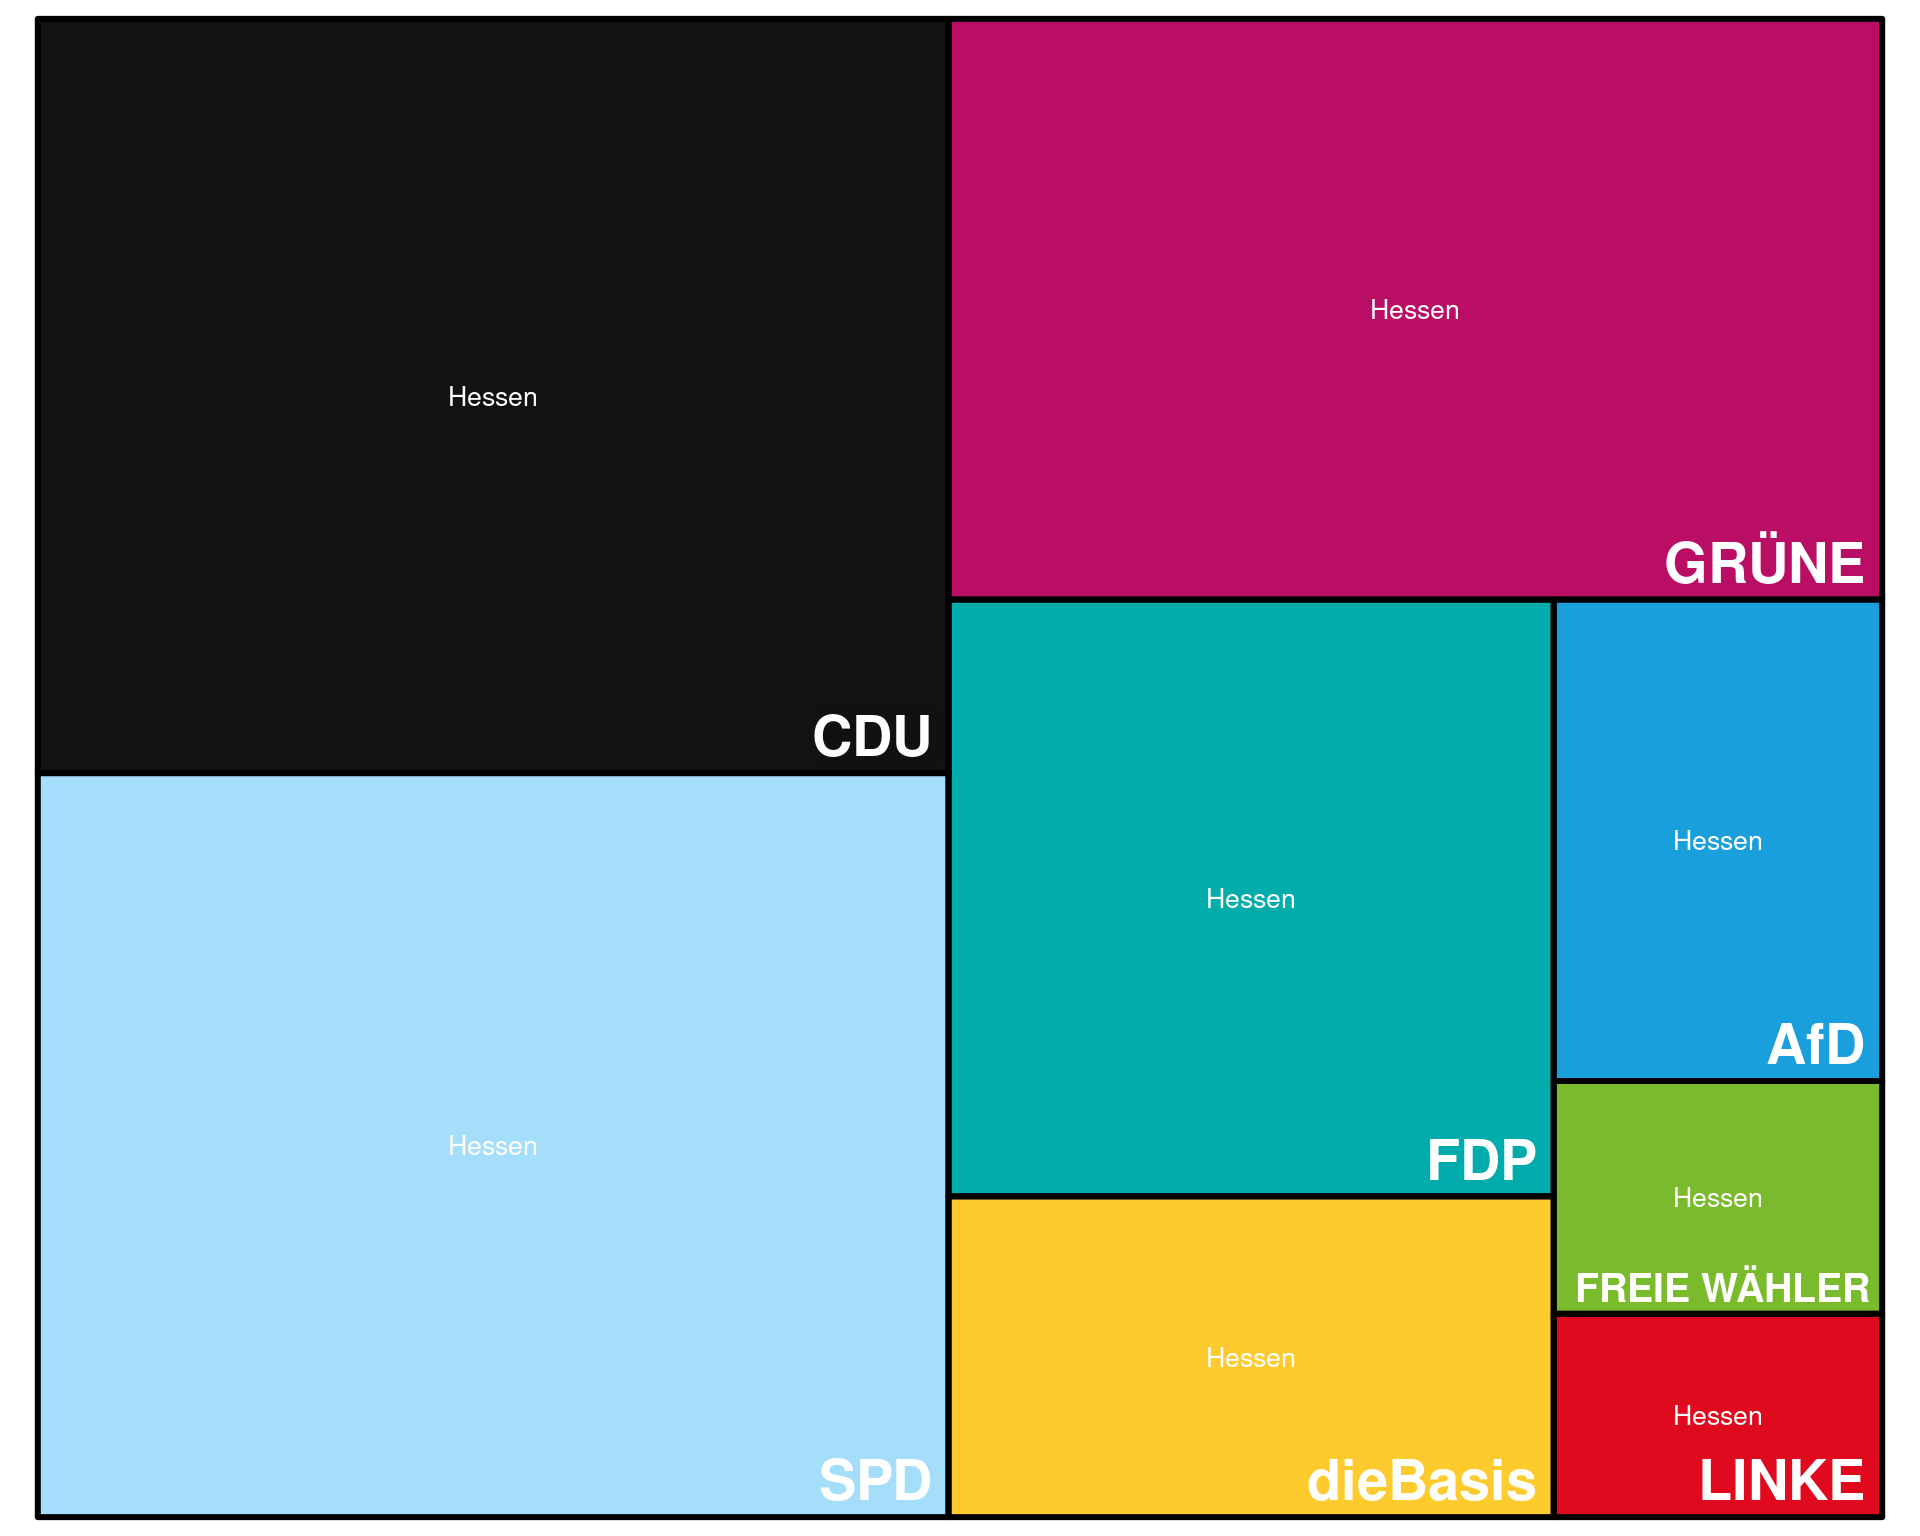 Hessen
CDU
Hessen
SPD
Hessen
GRÜNE
Hessen
FDP
Hessen
dieBasis
Hessen
AfD
Hessen
FREIE WÄHLER
Hessen
LINKE